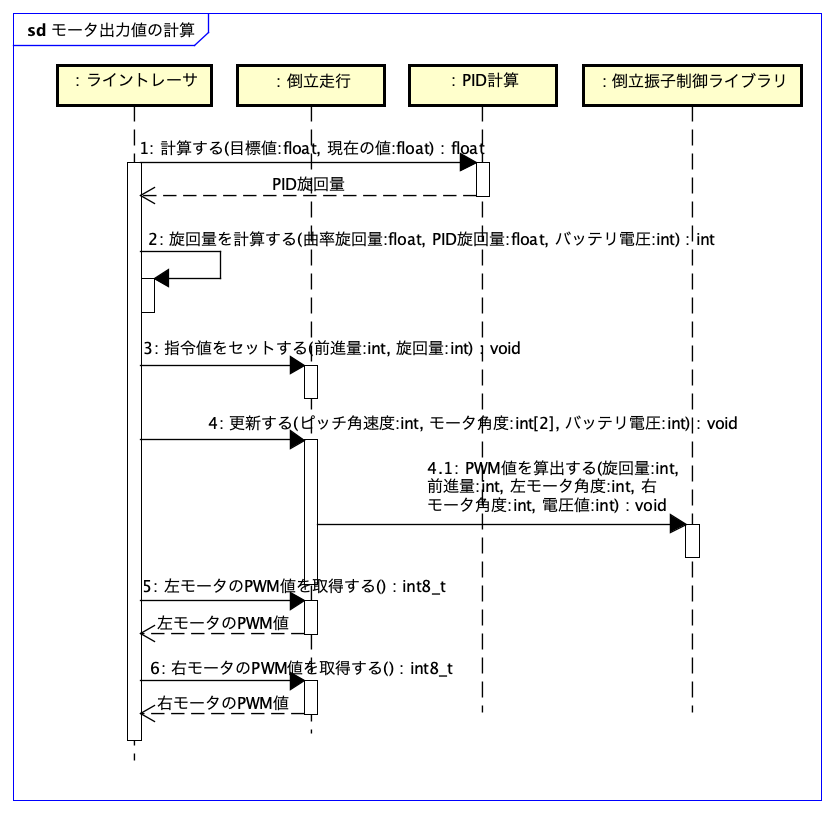 sd モータ出力値の計算
: ライントレーサ
: 倒立走行
: PID計算
: 倒立振子制御ライブラリ
1: 計算する(目標値:float, 現在の値:float) : float
PID旋回量
2: 旋回量を計算する(曲率旋回量:float, PID旋回量:float, バッテリ電圧:int) : int
3: 指令値をセットする(前進量:int, 旋回量:int) : void
4: 更新する(ピッチ角速度:int, モータ角度:int[2], バッテリ電圧:int) : void
4.1: PWM値を算出する(旋回量:int,
前進量:int, 左モータ角度:int, 右
モータ角度:int, 電圧値:int) : void
5: 左モータのPWM値を取得する() : int8_t
左モータのPWM値
6: 右モータのPWM値を取得する() : int8_t
右モータのPWM値